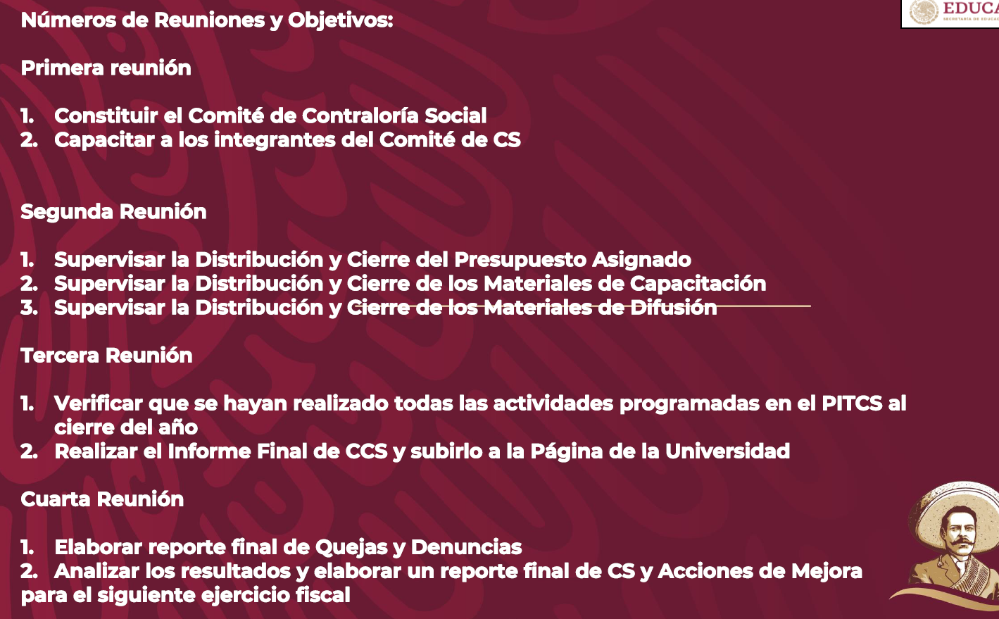 EDUCA
Números de Reuniones y Objetivos:
Primera reunión
1. Constituir el Comité de Contraloría Social
2. Capacitar a los integrantes del Comité de CS
Segunda Reunión
1. Supervisar la Distribución y Cierre del Presupuesto Asignado
2. Supervisar la Distribución y Cierre de los Materiales de Capacitación
3. Supervisar la Distribución y Cierre de los Materiales de Difusión
Tercera Reunión
1. Verificar que se hayan realizado todas las actividades programadas en el PITCS al
cierre del año
2. Realizar el Informe Final de CCS y subirlo a la Página de la Universidad
Cuarta Reunión
1. Elaborar reporte final de Quejas y Denuncias
2. Analizar los resultados y elaborar un reporte final de CS y Acciones de Mejora
para el siguiente ejercicio fiscal